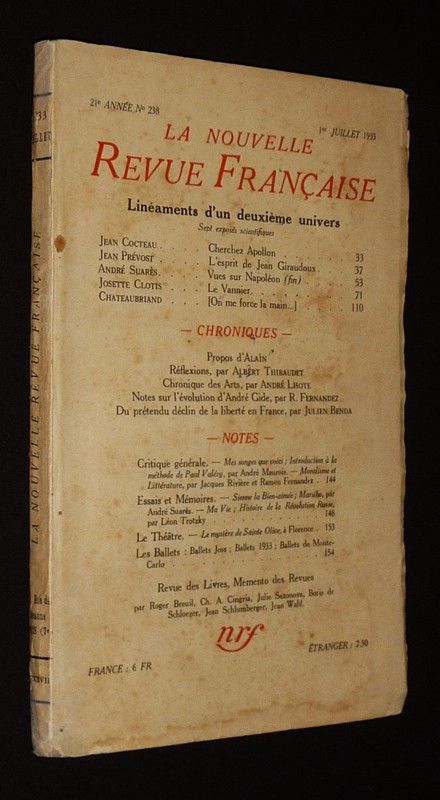 21e ANNÉE, No 238
1er JUILLET 1933
LA NOUVELLE
REVUE FRANÇAISE
Linéaments d'un deuxième univers
Sept exposés scientifiques
JEAN COCTEAU . . . . Cherchez Apollon . . . . 33
JEAN PRÉVOST . . . . L'esprit de Jean Giraudoux . 37
ANDRÉ SUARÈS . . . . Vues sur Napoléon (fin) . . . 53
JOSETTE CLOTIS . . . . Le Vannier. . . . . . . 71
CHATEAUBRIAND . . . [On me force la main...] . . . 110
— CHRONIQUES —
Propos d'ALAIN
Réflexions, par ALBERT THIBAUDET
Chronique des Arts, par ANDRÉ LHOTE
Notes sur l'évolution d'André Gide, par R. FERNANDEZ
Du prétendu déclin de la liberté en France, par JULIEN BENDA
— NOTES —
Critique générale. — Mes songes que voici ; Introduction à la
méthode de Paul Valéry, par André Maurois. — Moralisme et
Littérature, par Jacques Rivière et Ramon Fernandez . 144
Essais et Mémoires. — Sienne la Bien-aimée ; Marsiho, par
André Suarès. — Ma Vie ; Histoire de la Révolution Russe,
par Léon Trotzky . . . . . . . . . 146
Le Théâtre. — Le mystère de Sainte Olive, à Florence . . 153
Les Ballets : Ballets Joos ; Ballets 1933 ; Ballets de Monte-
Carlo . . . . . . . . . . . . 154
Revue des Livres, Memento des Revues
par Roger Breuil, Ch. A. Cingria, Julie Sazonova, Boris de
Schloezer, Jean Schlumberger, Jean Wahl.
nrf
FRANCE : 6 FR
ÉTRANGER : 7.50
LA NOUVELLE REVUE FRANÇAISE